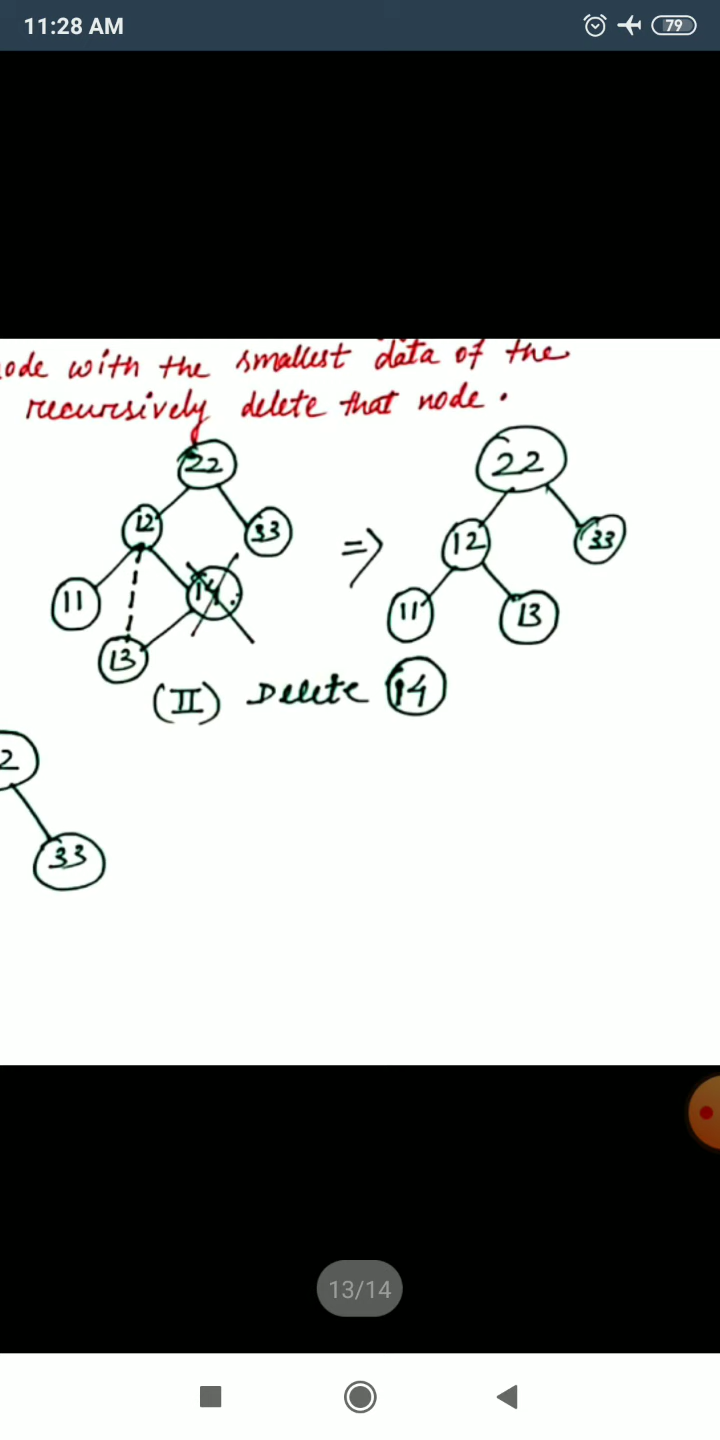 11:28 AM
79
ode with the smallest data of the
recursively delete that node.
22 22
12 33 => 12 33
11 14 11 13
13
(II) Delete 14
2
33
13/14